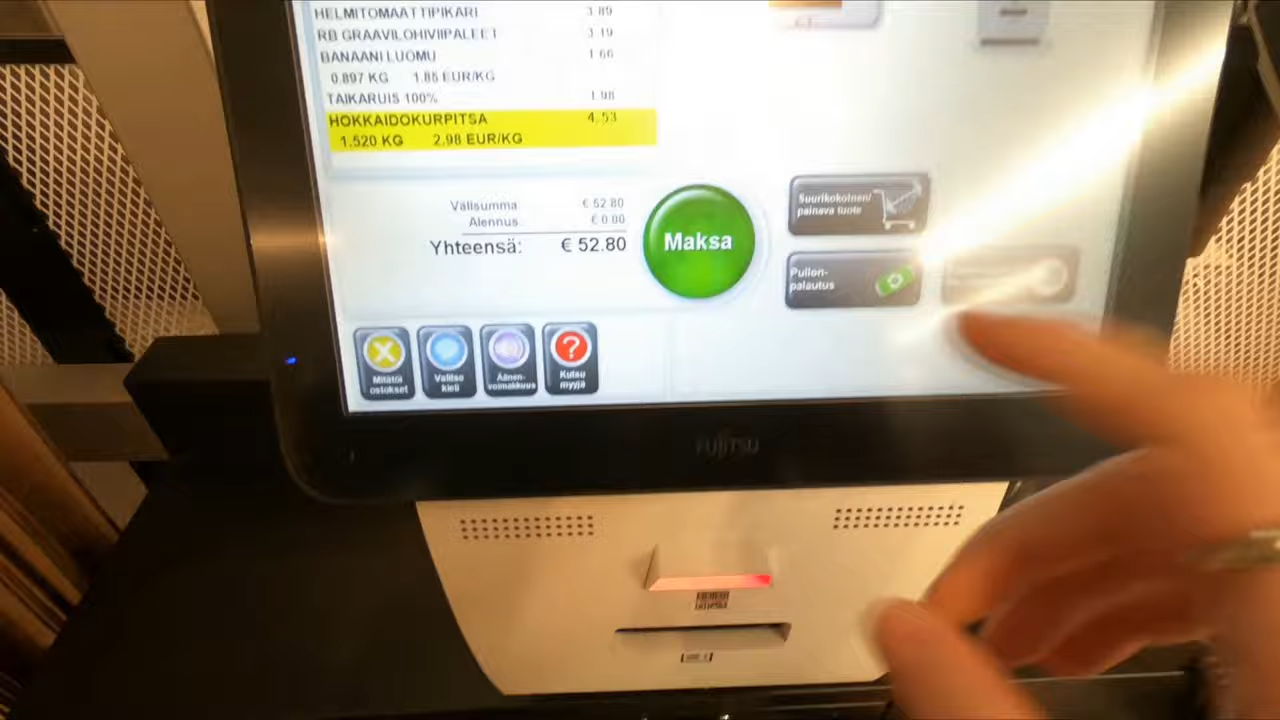 HELMITOMAATTIPIKARI 3.89
RB GRAAVILOHIVIIPALEET 3.19
BANAANI LUOMU 1.66
0.897 KG 1.85 EUR/KG
TAIKARUIS 100% 1.98
HOKKAIDOKURPITSA 4.53
1.520 KG 2.98 EUR/KG
Välisumma € 52.80
Alennus € 0.00
Yhteensä: € 52.80
Maksa
Suurikokoinen/
painava tuote
Pullon-
palautus
Mitätöi
ostokset
Valitse
kieli
Äänen-
voimakkuus
Kutsu
myyjä
FUJITSU